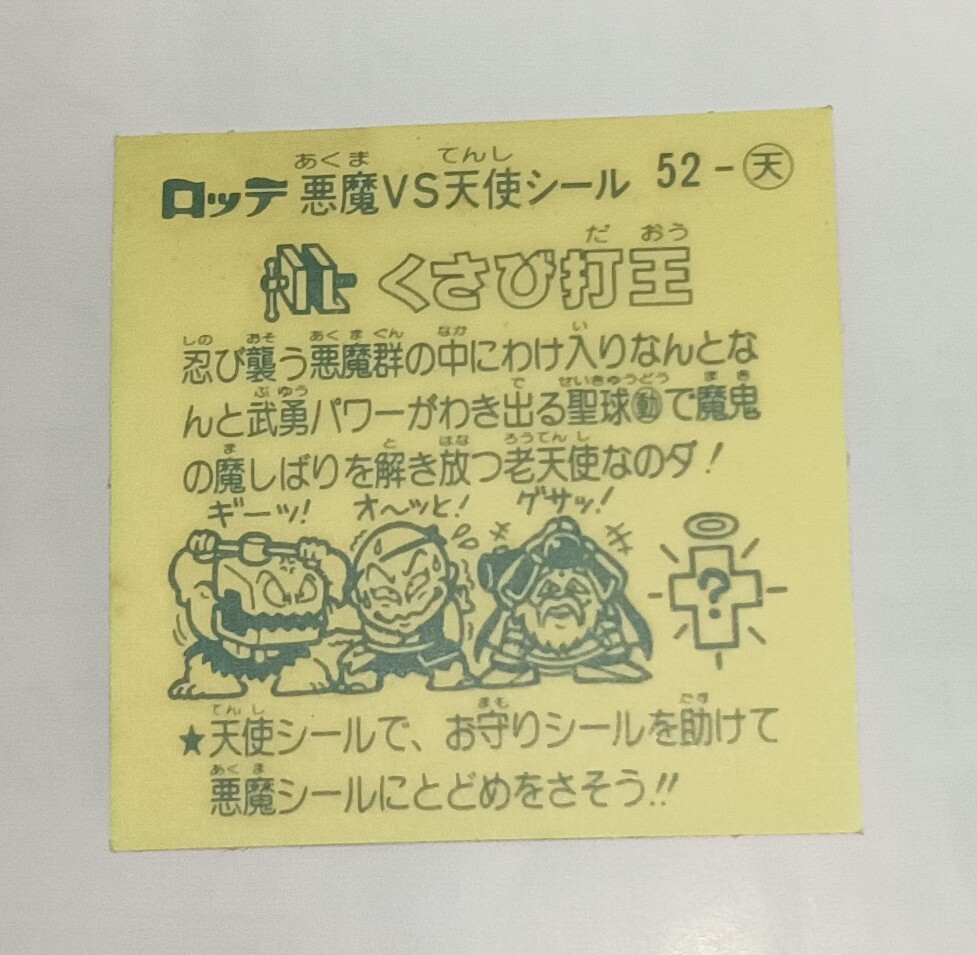 ロッテ 悪魔VS天使シール 52-㊝天
くさび打王
忍び襲う悪魔群の中にわけ入りなんとな
んと武勇パワーがわき出る聖球動で魔鬼
の魔しばりを解き放つ老天使なのダ!
ギーッ! オ〜ッと! グサッ!
?
★天使シールで、お守りシールを助けて
悪魔シールにとどめをさそう!!